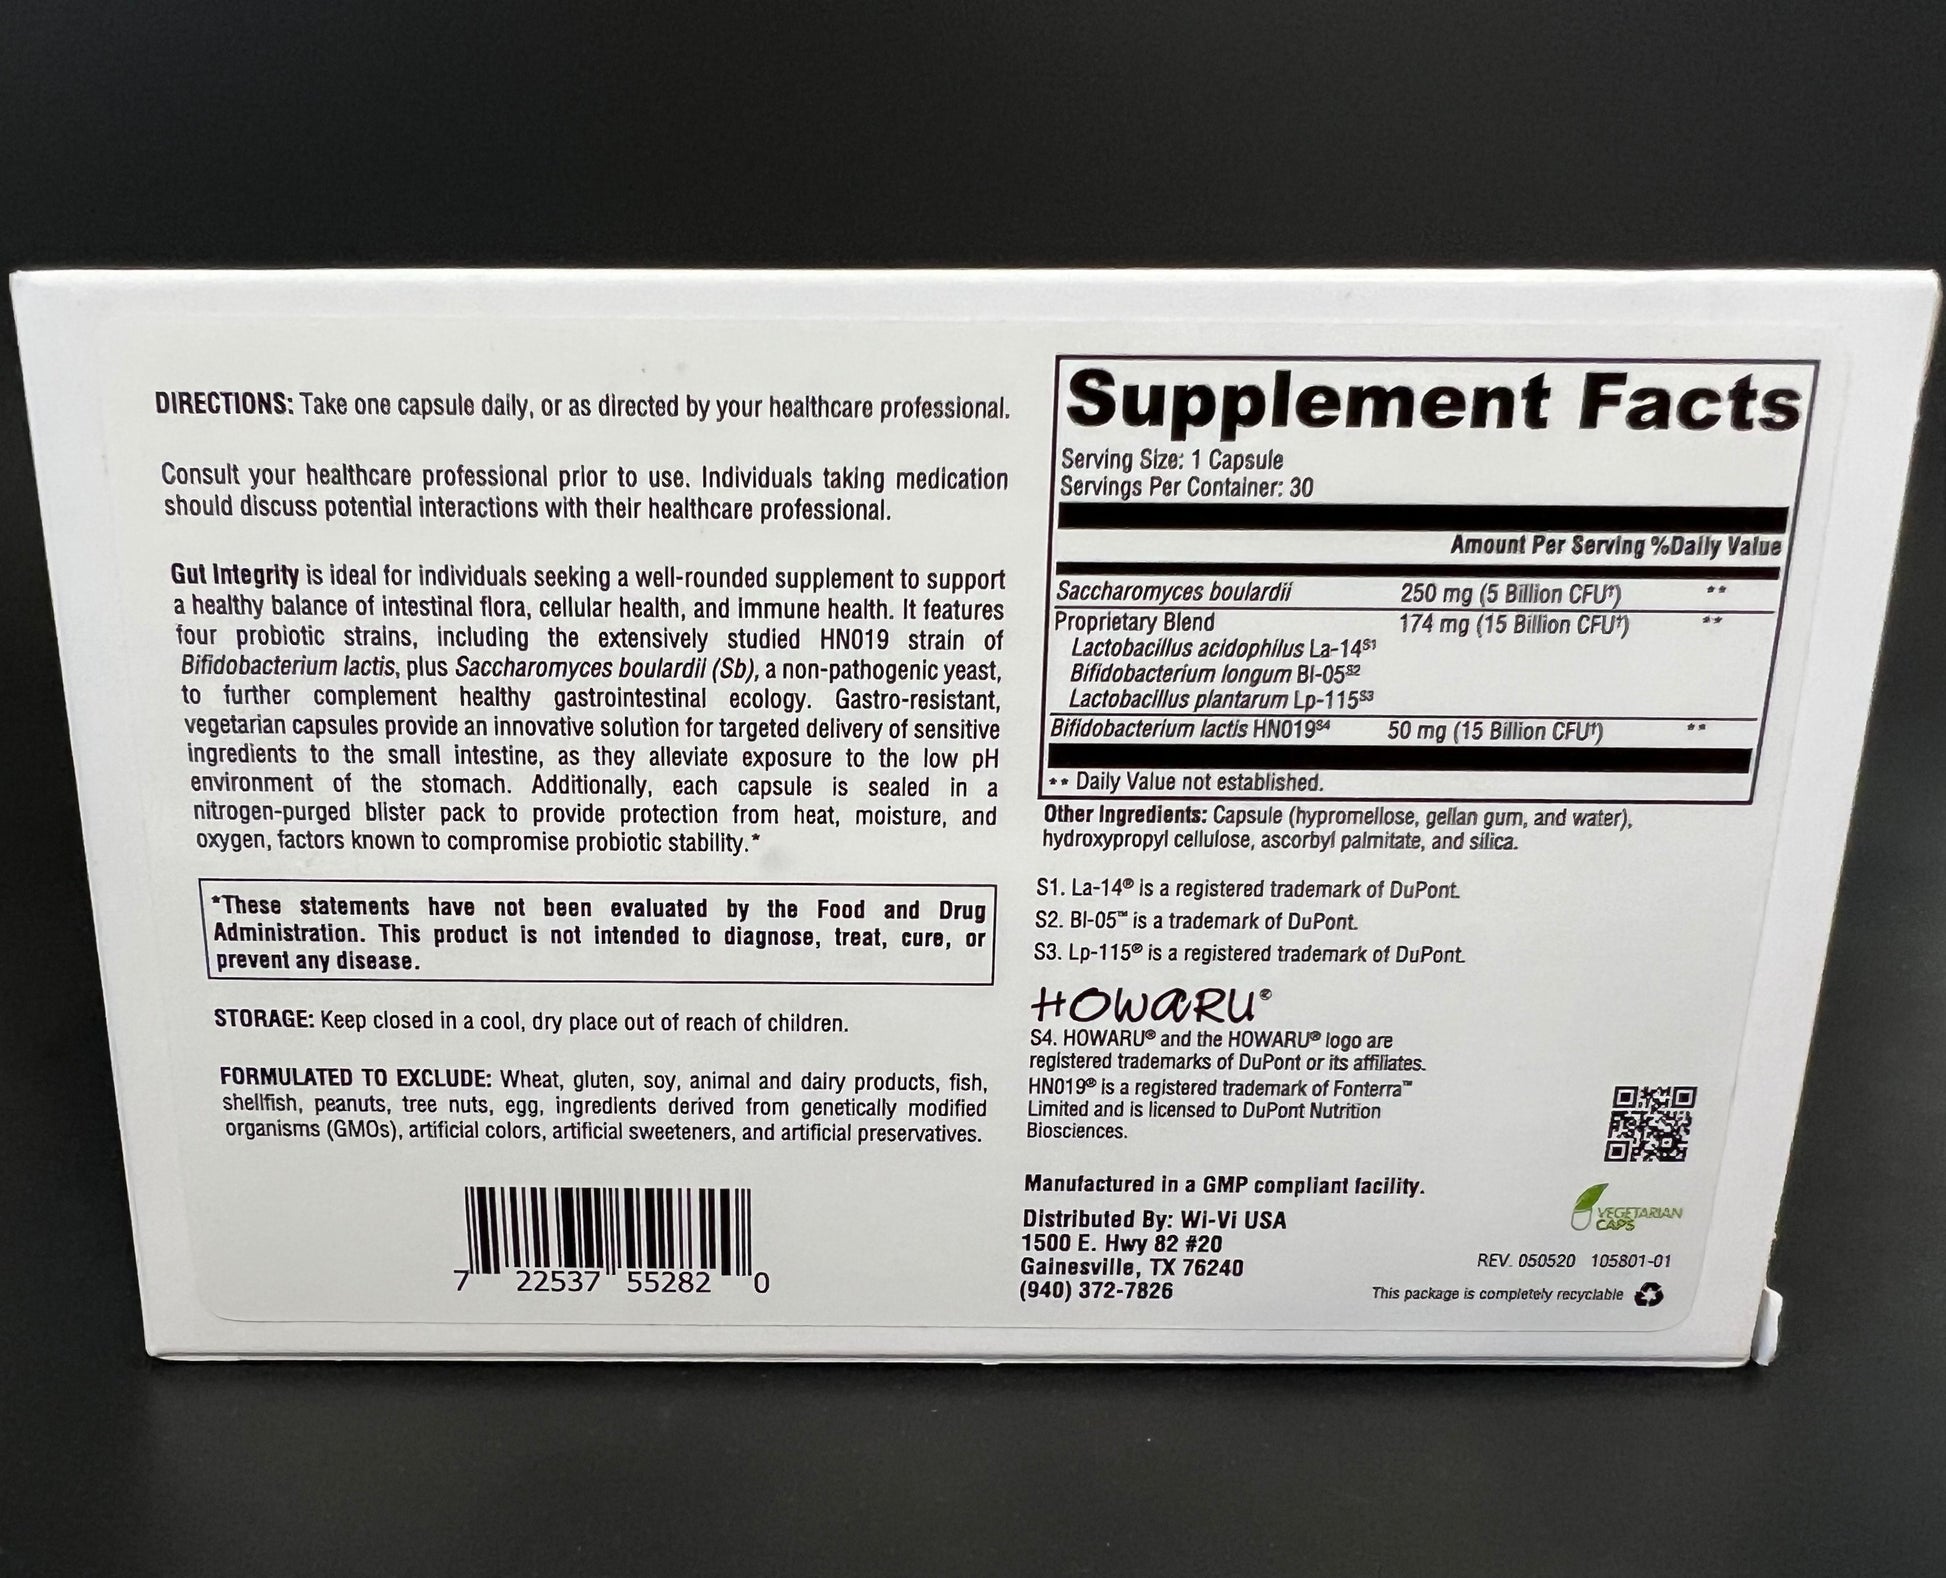 DIRECTIONS: Take one capsule daily, or as directed by your healthcare professional.
Consult your healthcare professional prior to use. Individuals taking medication
should discuss potential interactions with their healthcare professional.
Gut Integrity is ideal for individuals seeking a well-rounded supplement to support
a healthy balance of intestinal flora, cellular health, and immune health. It features
four probiotic strains, including the extensively studied HN019 strain of
Bifidobacterium lactis, plus Saccharomyces boulardii (Sb), a non-pathogenic yeast,
to further complement healthy gastrointestinal ecology. Gastro-resistant,
vegetarian capsules provide an innovative solution for targeted delivery of sensitive
ingredients to the small intestine, as they alleviate exposure to the low pH
environment of the stomach. Additionally, each capsule is sealed in a
nitrogen-purged blister pack to provide protection from heat, moisture, and
oxygen, factors known to compromise probiotic stability.*
*These statements have not been evaluated by the Food and Drug
Administration. This product is not intended to diagnose, treat, cure, or
prevent any disease.
STORAGE: Keep closed in a cool, dry place out of reach of children.
FORMULATED TO EXCLUDE: Wheat, gluten, soy, animal and dairy products, fish,
shellfish, peanuts, tree nuts, egg, ingredients derived from genetically modified
organisms (GMOs), artificial colors, artificial sweeteners, and artificial preservatives.
7 22537 55282 0
Supplement Facts
Serving Size: 1 Capsule
Servings Per Container: 30
Amount Per Serving %Daily Value
Saccharomyces boulardii 250 mg (5 Billion CFU†) **
Proprietary Blend 174 mg (15 Billion CFU†) **
Lactobacillus acidophilus La-14S1
Bifidobacterium longum Bl-05S2
Lactobacillus plantarum Lp-115S3
Bifidobacterium lactis HN019S4 50 mg (15 Billion CFU†) **
** Daily Value not established.
Other Ingredients: Capsule (hypromellose, gellan gum, and water),
hydroxypropyl cellulose, ascorbyl palmitate, and silica.
S1. La-14® is a registered trademark of DuPont.
S2. Bl-05™ is a trademark of DuPont.
S3. Lp-115® is a registered trademark of DuPont.
HOWARU®
S4. HOWARU® and the HOWARU® logo are
registered trademarks of DuPont or its affiliates.
HN019® is a registered trademark of Fonterra™
Limited and is licensed to DuPont Nutrition
Biosciences.
Manufactured in a GMP compliant facility.
Distributed By: Wi-Vi USA
1500 E. Hwy 82 #20
Gainesville, TX 76240
(940) 372-7826
VEGETARIAN
CAPS
REV. 050520 105801-01
This package is completely recyclable